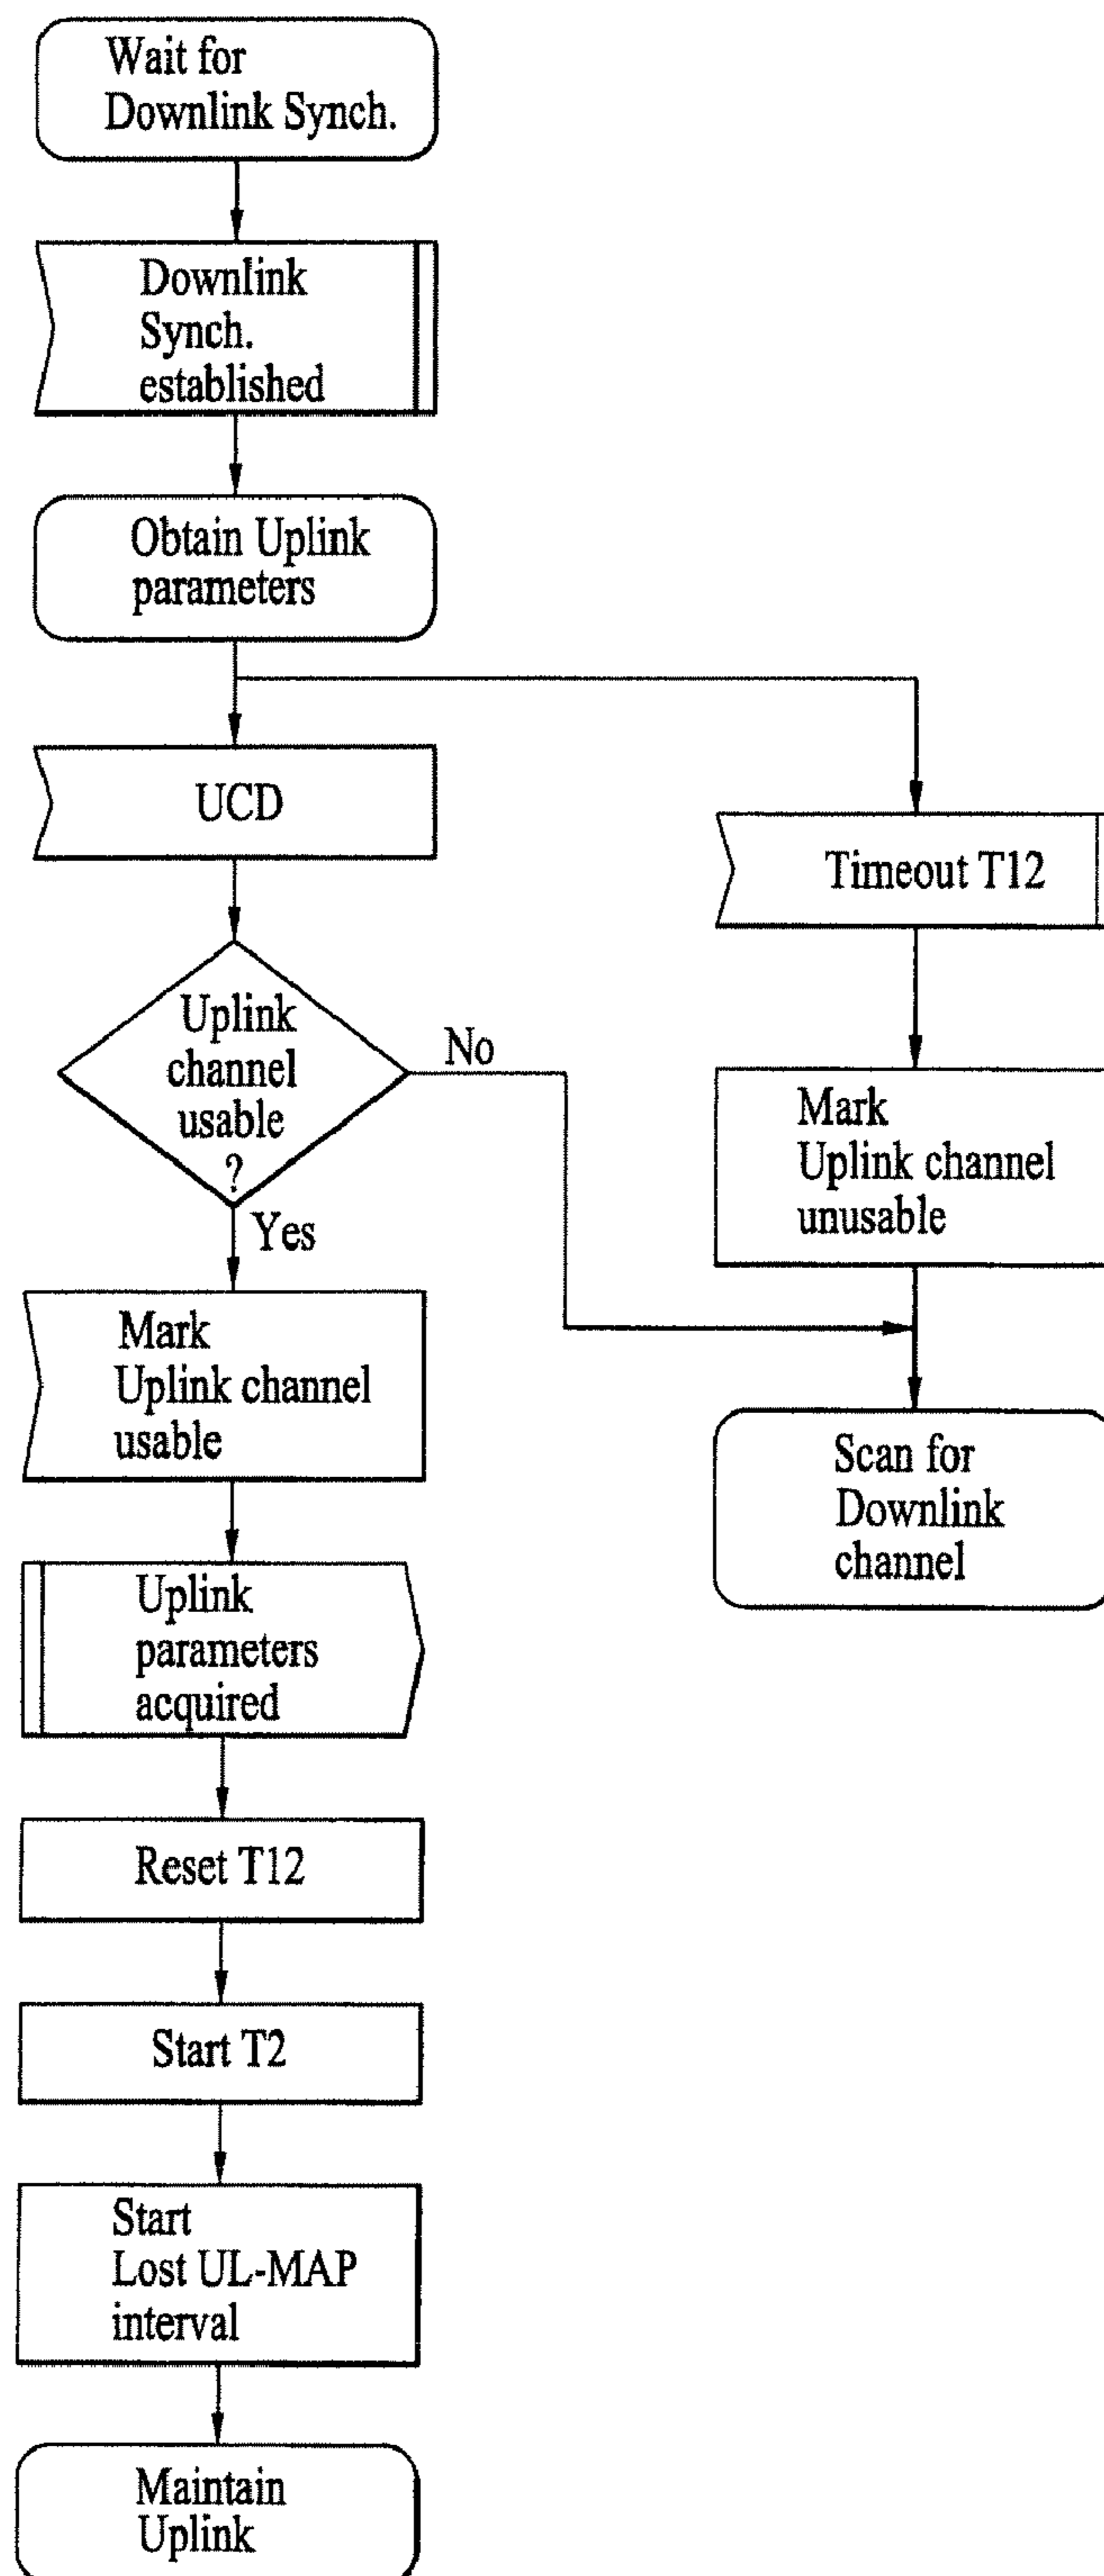 Wait for
Downlink Synch.
Downlink
Synch.
established
Obtain Uplink
parameters
UCD
Timeout T12
Uplink
channel
usable
?
No
Yes
Mark
Uplink channel
unusable
Mark
Uplink channel
usable
Scan for
Downlink
channel
Uplink
parameters
acquired
Reset T12
Start T2
Start
Lost UL-MAP
interval
Maintain
Uplink